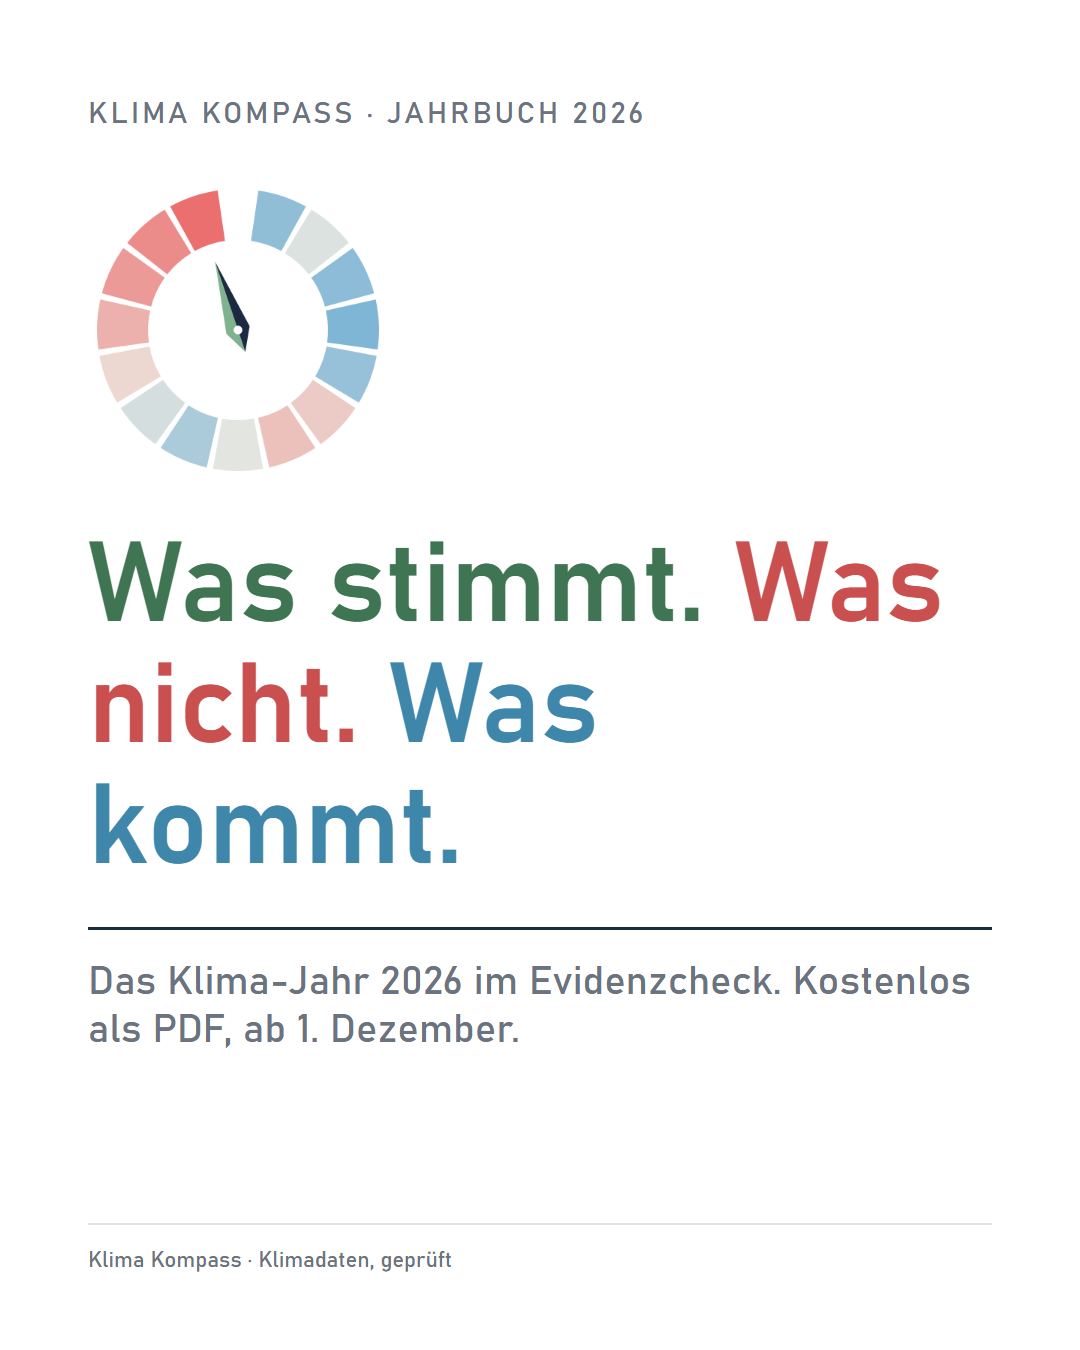 KLIMA KOMPASS · JAHRBUCH 2026
Was stimmt. Was
nicht. Was
kommt.
Das Klima-Jahr 2026 im Evidenzcheck. Kostenlos
als PDF, ab 1. Dezember.
Klima Kompass · Klimadaten, geprüft